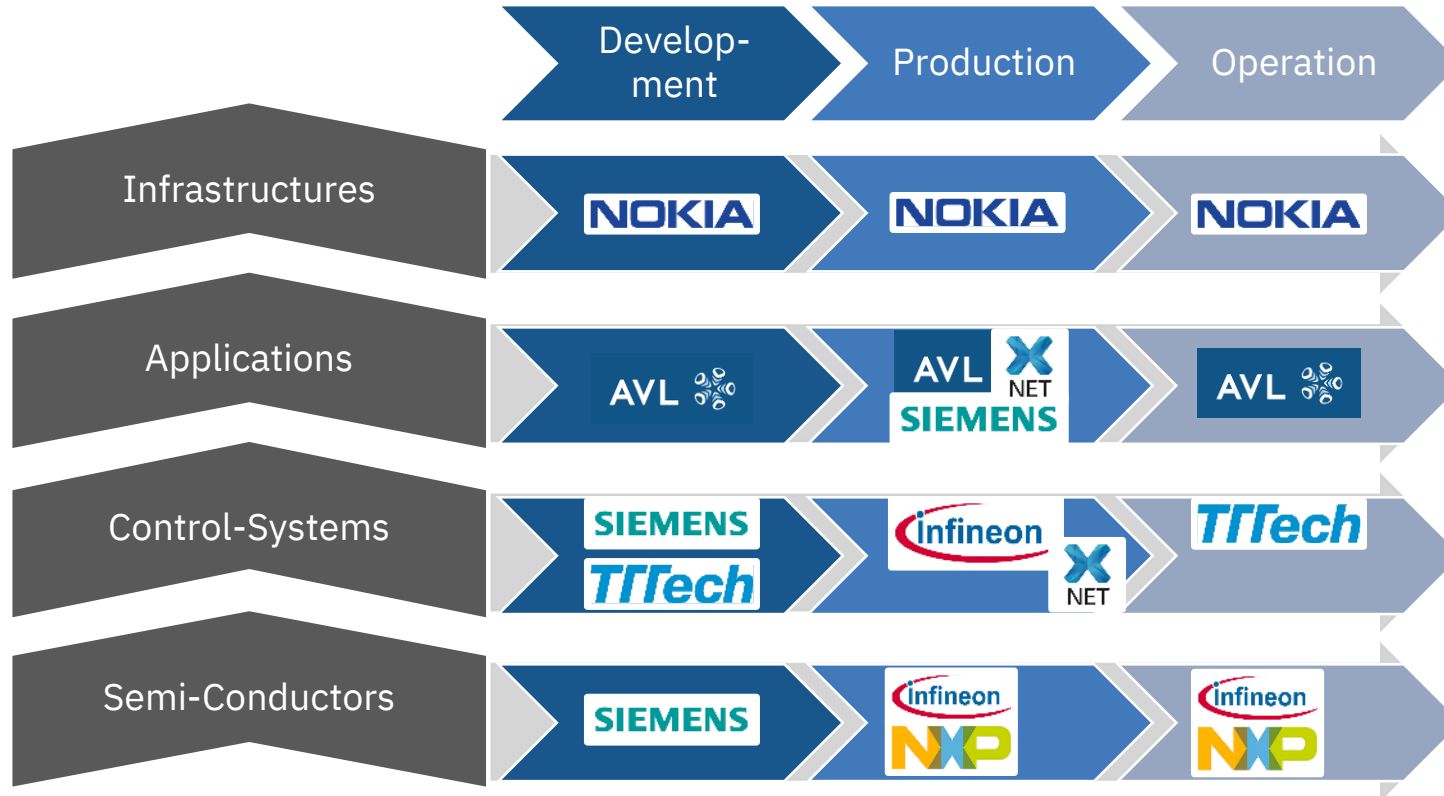 Develop-
ment
Production
Operation
Infrastructures
NOKIA
NOKIA
NOKIA
Applications
AVL
AVL
X
NET
SIEMENS
AVL
Control-Systems
SIEMENS
TTTech
infineon
X
NET
TTTech
Semi-Conductors
SIEMENS
infineon
NXP
infineon
NXP